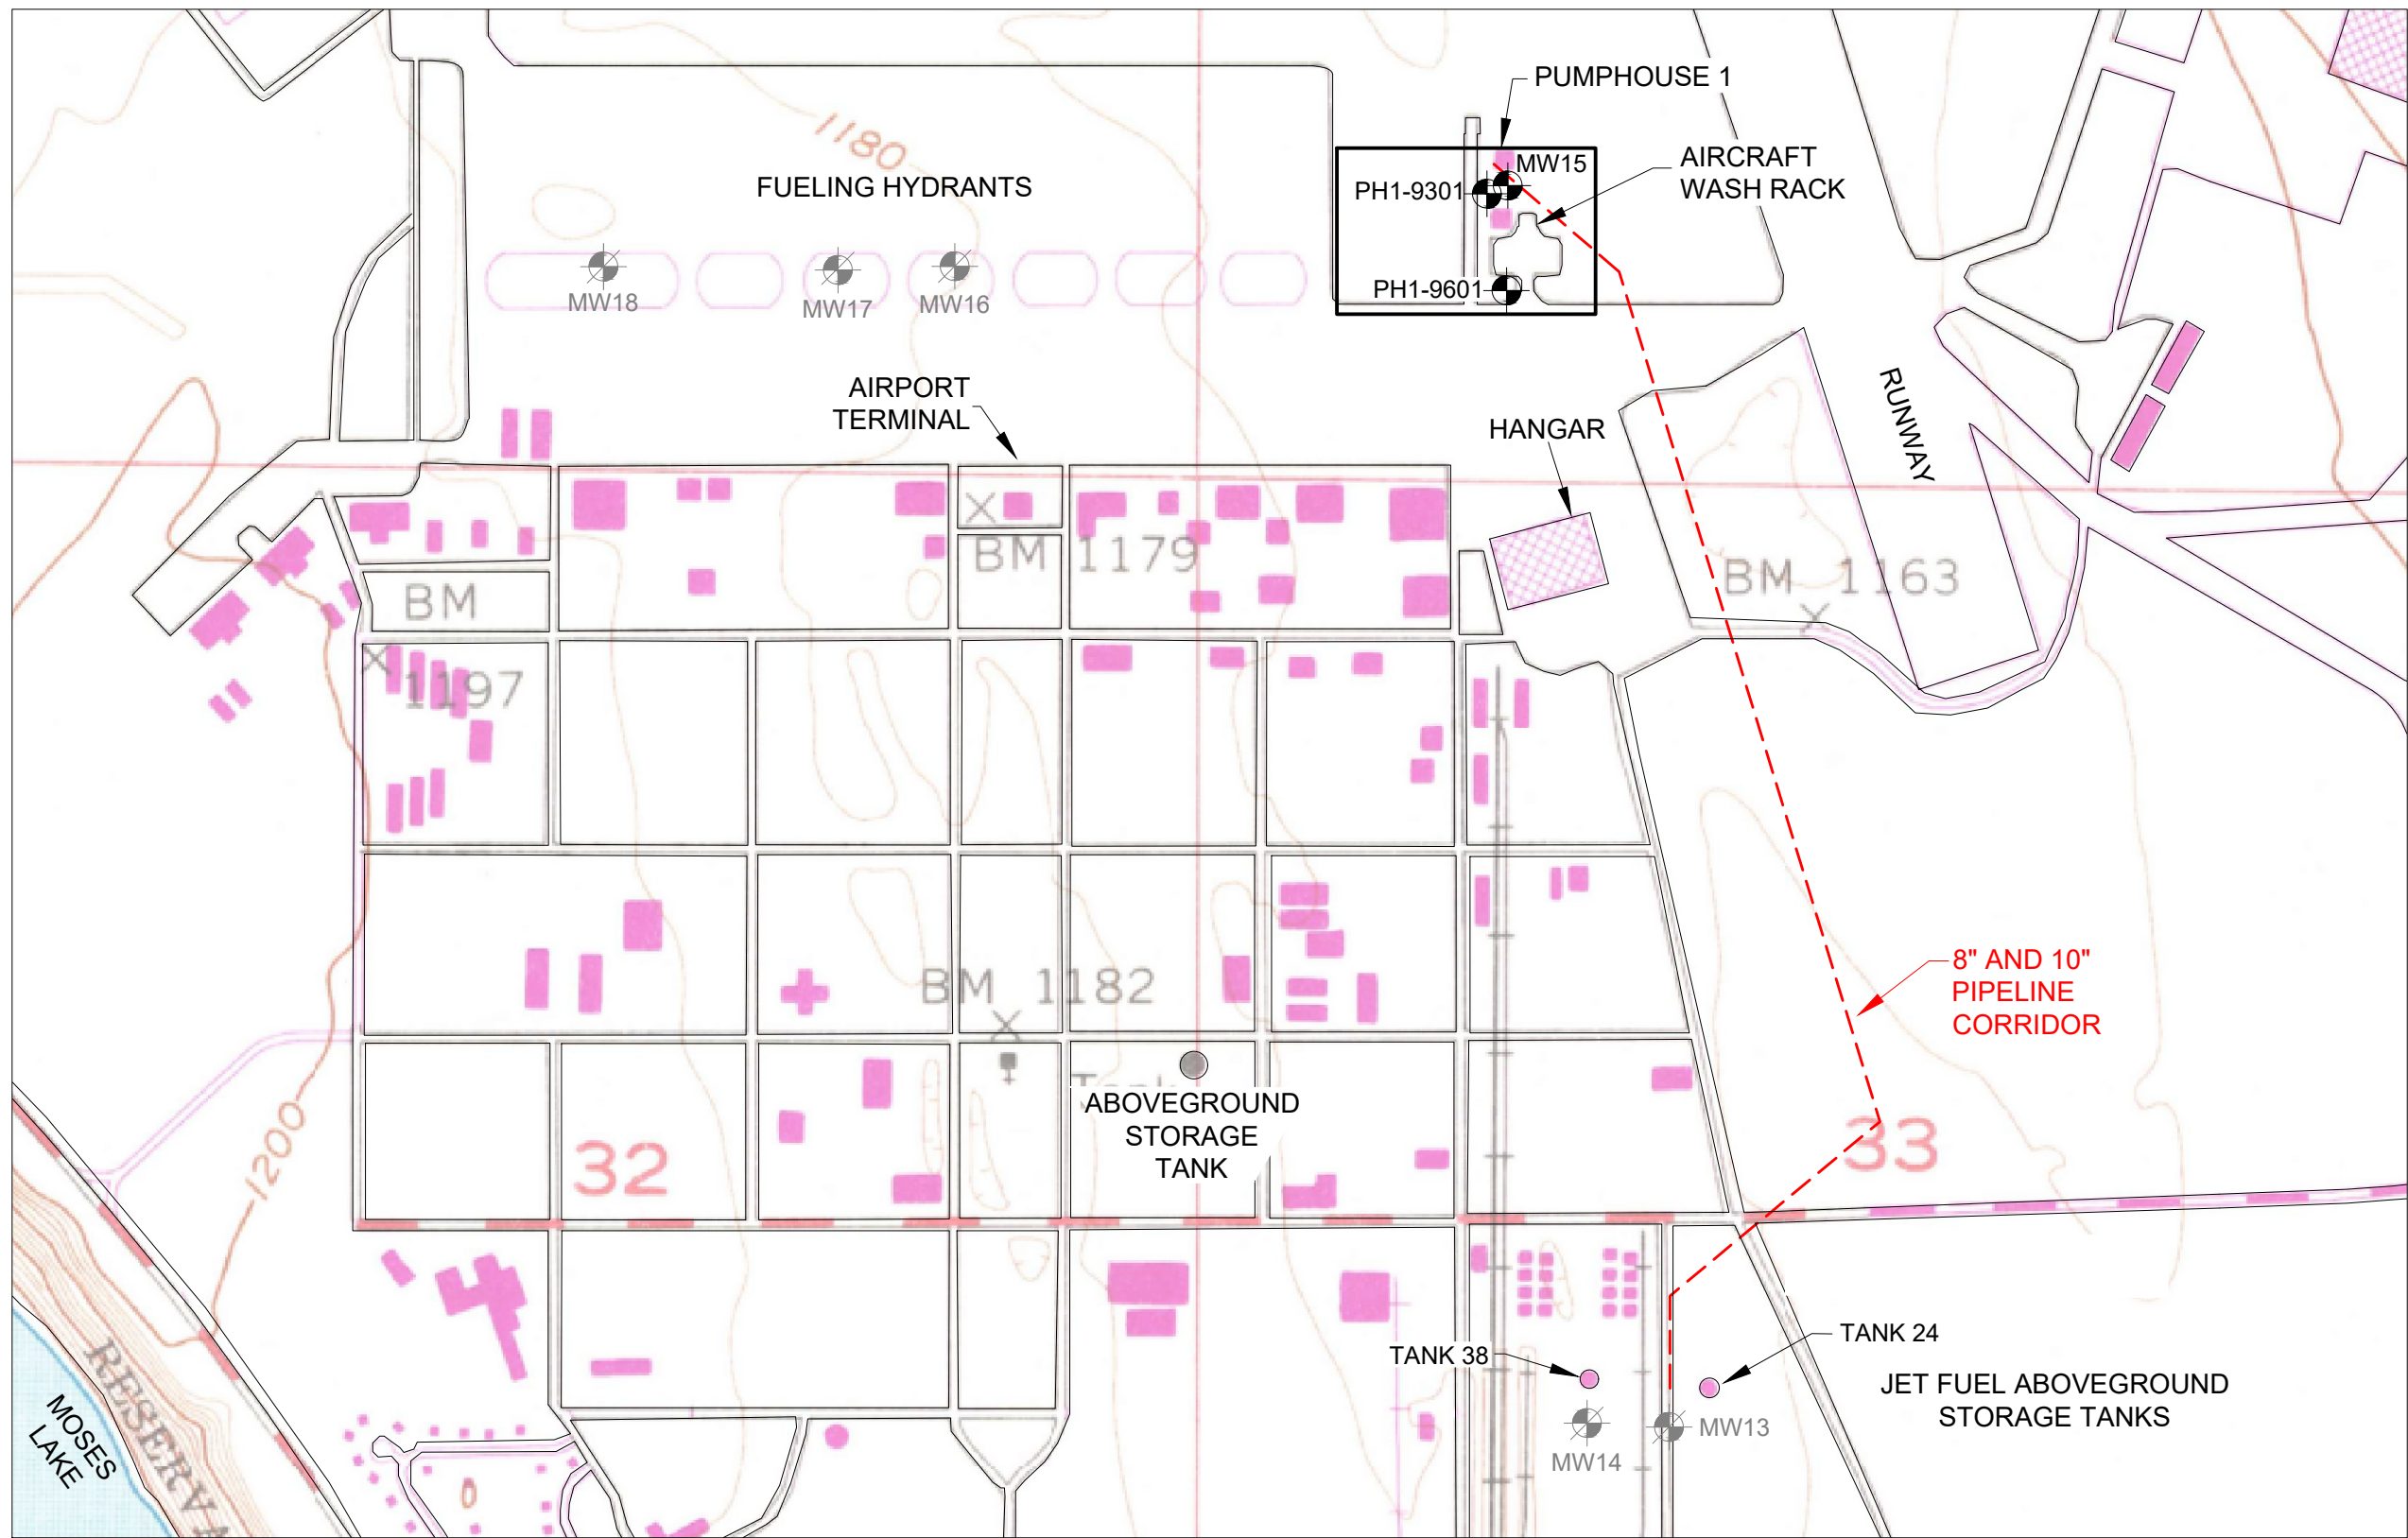 PUMPHOUSE 1
1180
FUELING HYDRANTS
MW15
AIRCRAFT
WASH RACK
PH1-9301
PH1-9601
MW18
MW17
MW16
AIRPORT
TERMINAL
HANGAR
RUNWAY
BM 1179
BM 1163
BM
1197
8" AND 10"
PIPELINE
CORRIDOR
BM 1182
ABOVEGROUND
STORAGE
TANK
1200
32
33
TANK 38
TANK 24
JET FUEL ABOVEGROUND
STORAGE TANKS
MW14
MW13
MOSES
LAKE